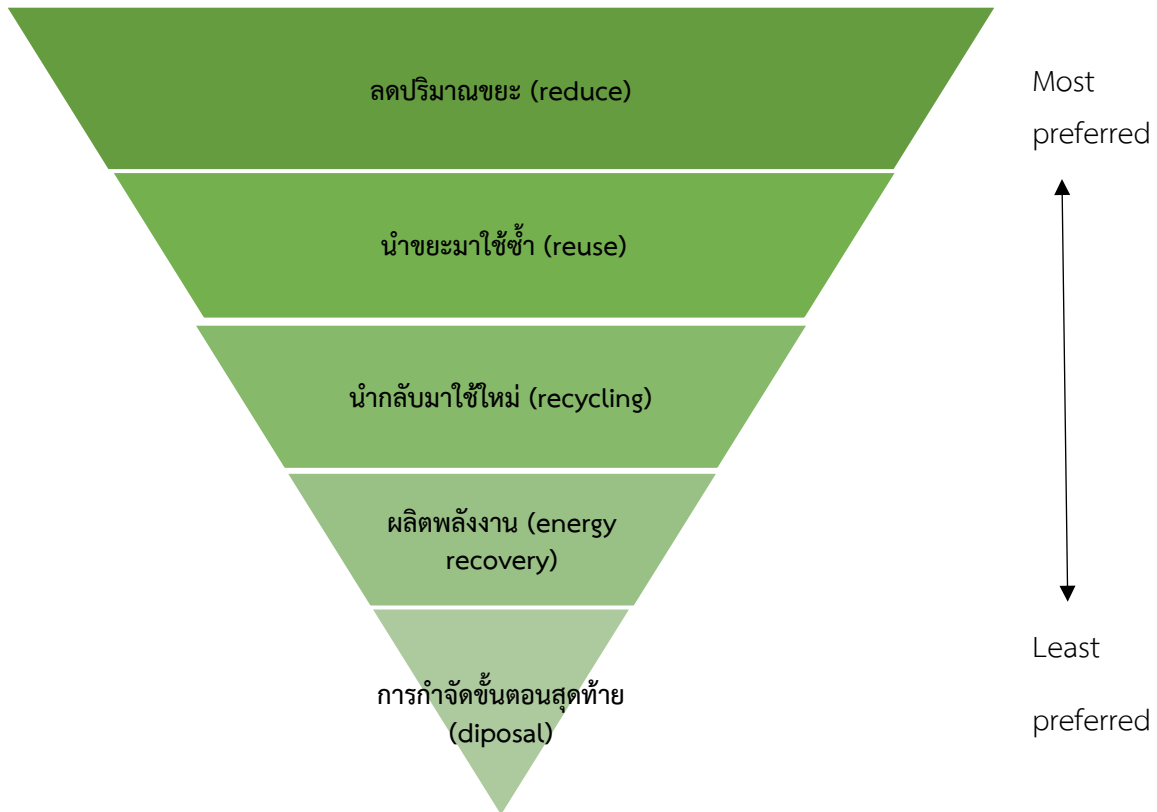 ลดปริมาณขยะ (reduce)
Most
preferred
นำขยะมาใช้ซ้ำ (reuse)
นำกลับมาใช้ใหม่ (recycling)
ผลิตพลังงาน (energy
recovery)
การกำจัดขั้นตอนสุดท้าย
(diposal)
Least
preferred